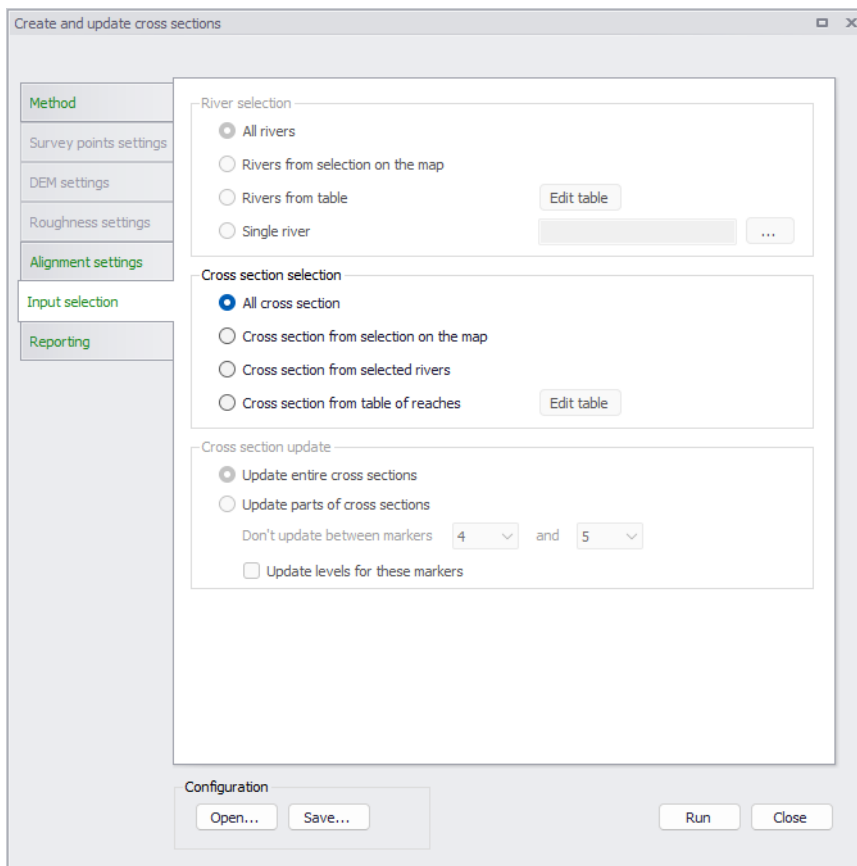 Create and update cross sections
Method
Survey points settings
DEM settings
Roughness settings
Alignment settings
Input selection
Reporting
River selection
All rivers
Rivers from selection on the map
Rivers from table Edit table
Single river ...
Cross section selection
All cross section
Cross section from selection on the map
Cross section from selected rivers
Cross section from table of reaches Edit table
Cross section update
Update entire cross sections
Update parts of cross sections
Don't update between markers 4 and 5
Update levels for these markers
Configuration
Open... Save... Run Close